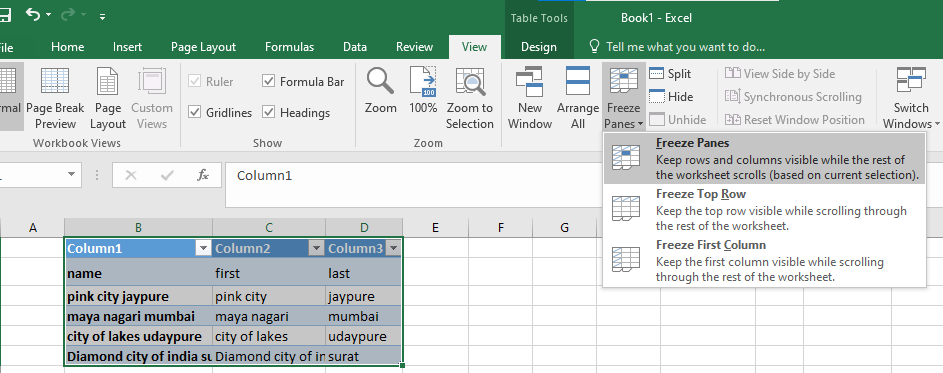 Table Tools
Book1 - Excel
File
Home
Insert
Page Layout
Formulas
Data
Review
View
Design
Tell me what you want to do...
Page Break Preview
Page Layout
Custom Views
Workbook Views
Ruler
Formula Bar
Gridlines
Headings
Show
Zoom
100
100%
Zoom to Selection
Zoom
New Window
Arrange All
Freeze Panes
Split
Hide
Unhide
View Side by Side
Synchronous Scrolling
Reset Window Position
Switch Windows
Freeze Panes
Keep rows and columns visible while the rest of
the worksheet scrolls (based on current selection).
Freeze Top Row
Keep the top row visible while scrolling through
the rest of the worksheet.
Freeze First Column
Keep the first column visible while scrolling
through the rest of the worksheet.
fx
Column1
A B C D E F G
Column1 Column2 Column3
name first last
pink city jaypure pink city jaypure
maya nagari mumbai maya nagari mumbai
city of lakes udaypure city of lakes udaypure
Diamond city of india su Diamond city of in surat